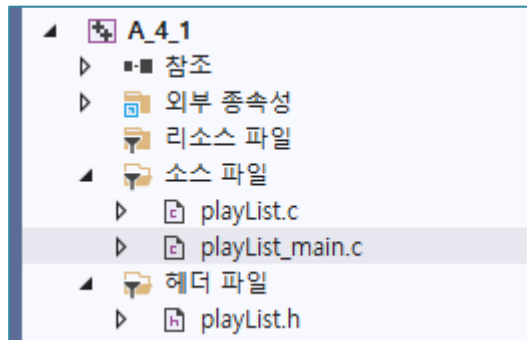 A_4_1
참조
외부 종속성
리소스 파일
소스 파일
playList.c
playList_main.c
헤더 파일
playList.h